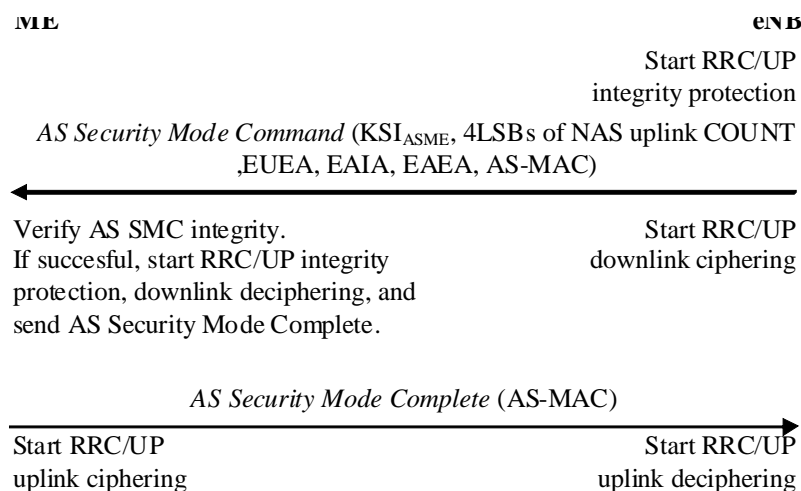 ME eNB
Start RRC/UP
integrity protection
AS Security Mode Command (KSIASME, 4LSBs of NAS uplink COUNT
,EUEA, EAIA, EAEA, AS-MAC)
Verify AS SMC integrity.
If succesful, start RRC/UP integrity
protection, downlink deciphering, and
send AS Security Mode Complete.
Start RRC/UP
downlink ciphering
AS Security Mode Complete (AS-MAC)
Start RRC/UP
uplink ciphering
Start RRC/UP
uplink deciphering